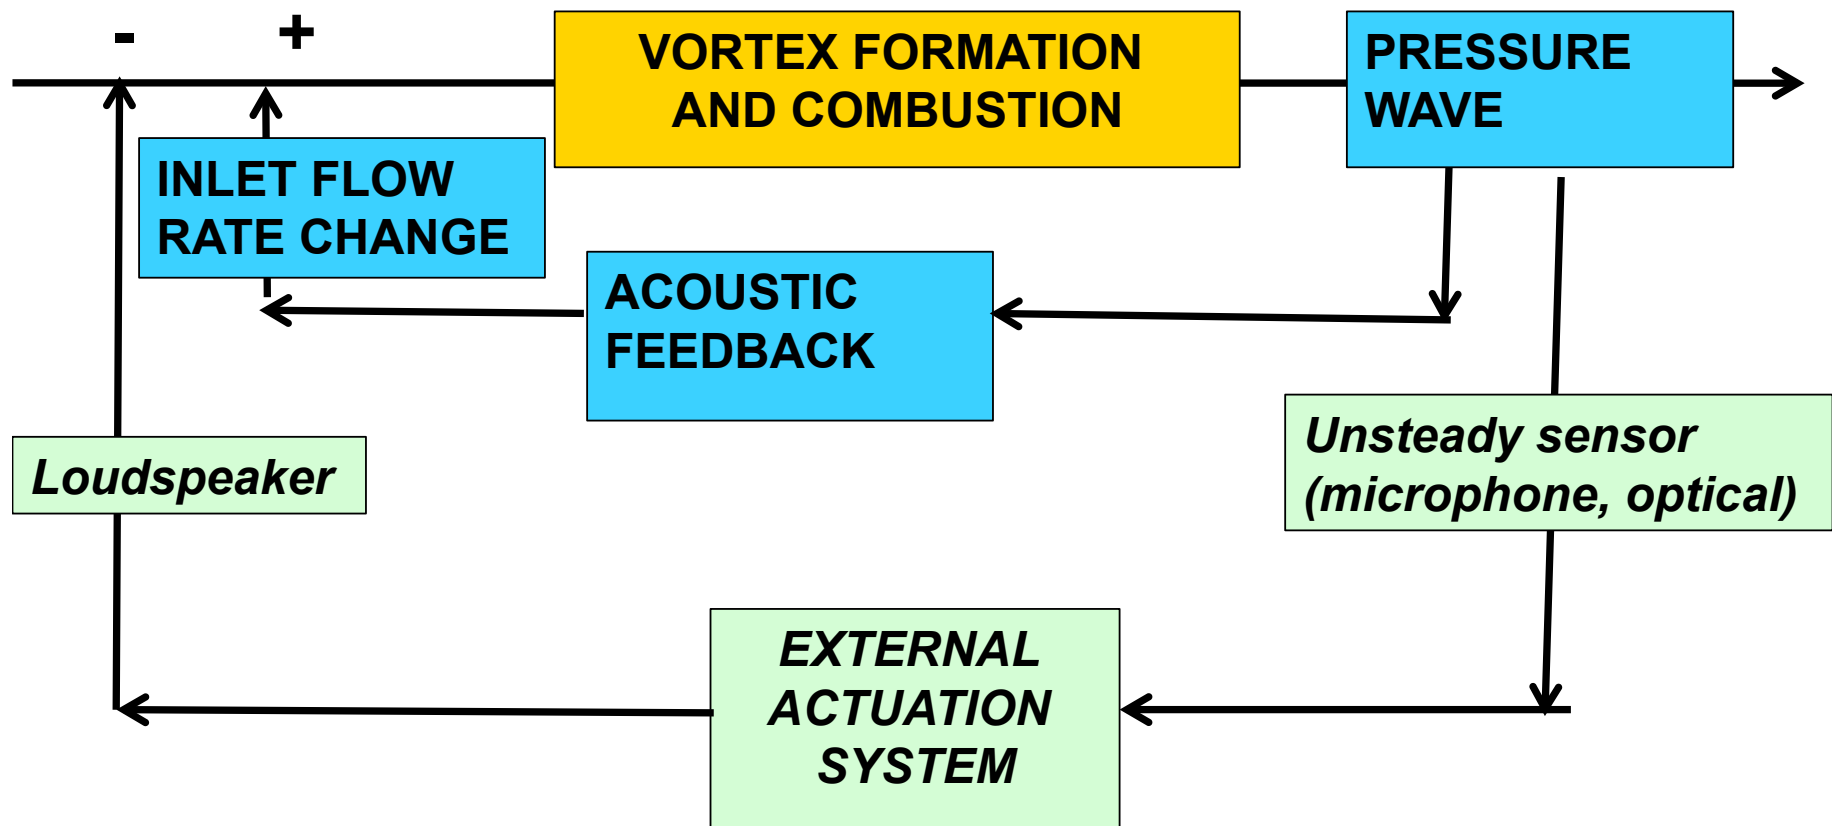 - +
VORTEX FORMATION
AND COMBUSTION
PRESSURE
WAVE
INLET FLOW
RATE CHANGE
ACOUSTIC
FEEDBACK
Loudspeaker
Unsteady sensor
(microphone, optical)
EXTERNAL
ACTUATION
SYSTEM